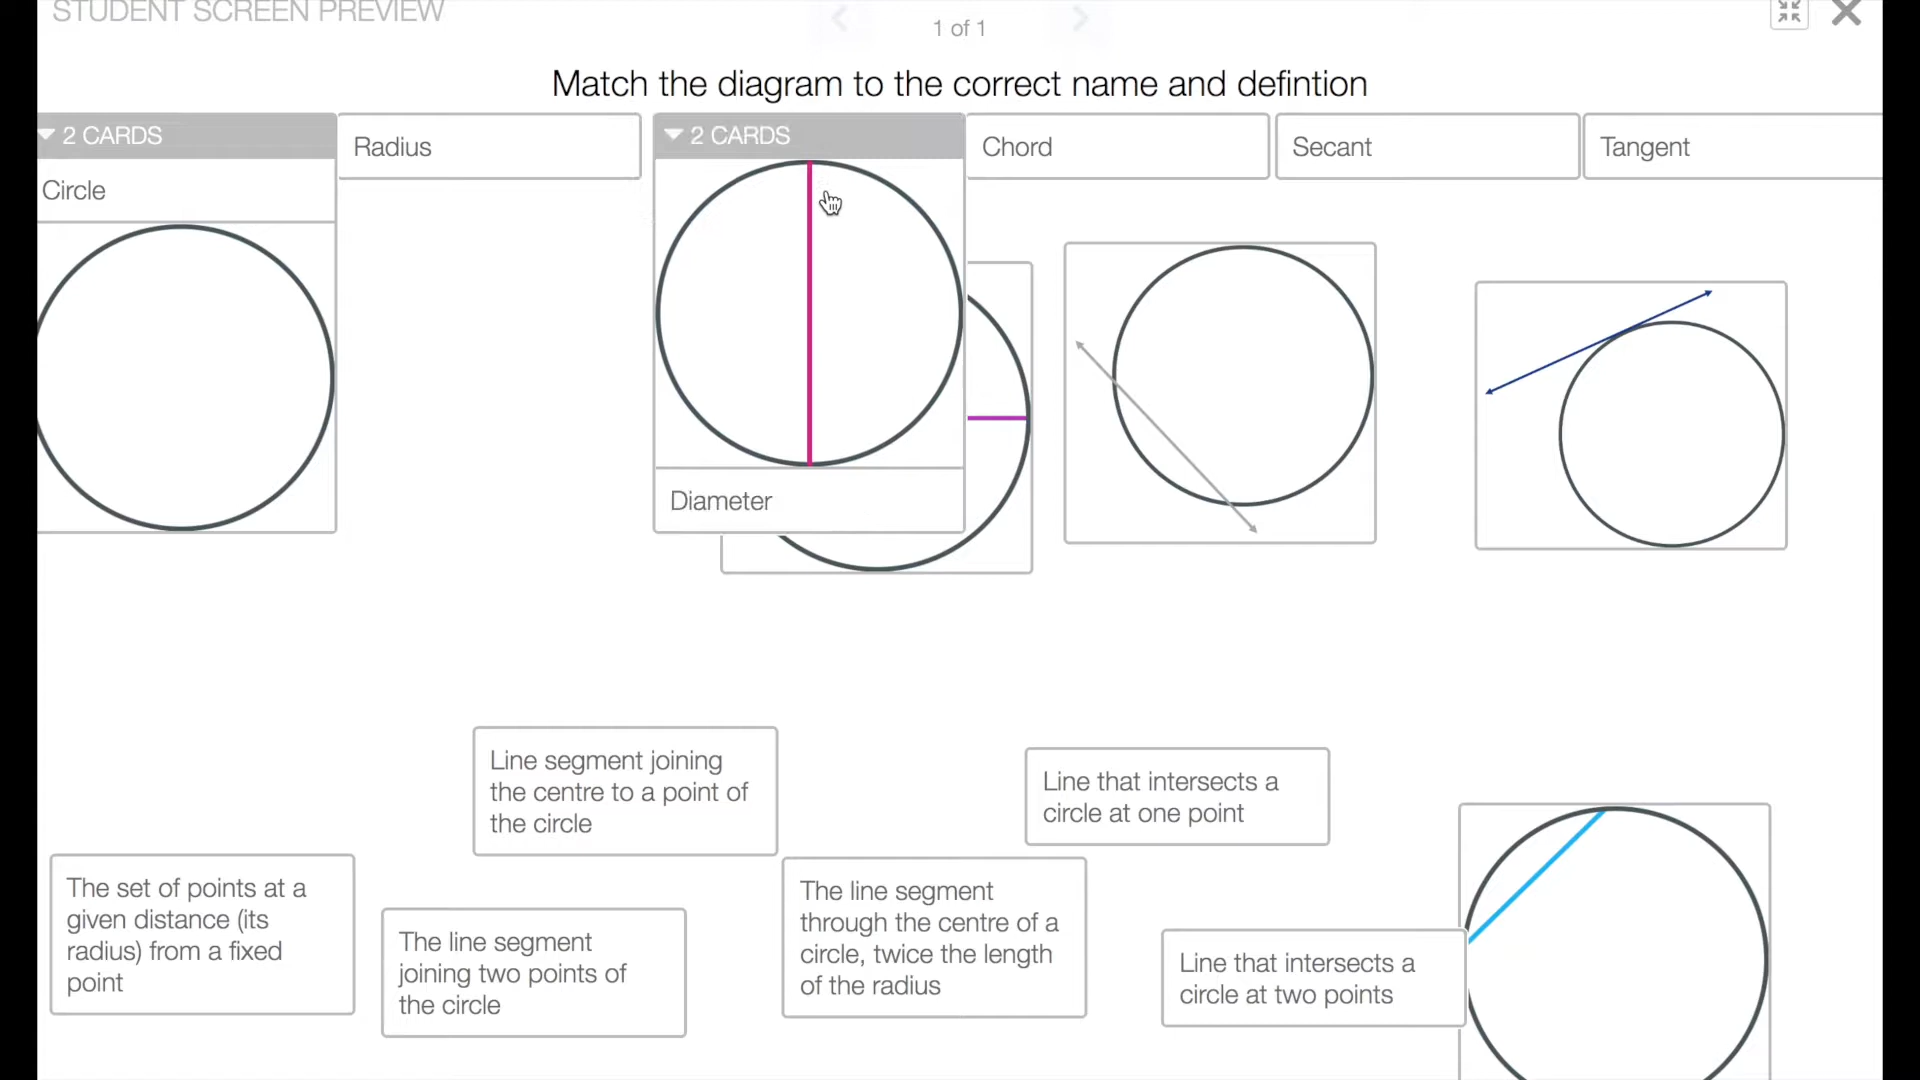 STUDENT SCREEN PREVIEW
1 of 1
Match the diagram to the correct name and defintion
2 CARDS
Circle
Radius
2 CARDS
Diameter
Chord
Secant
Tangent
Line segment joining
the centre to a point of
the circle
Line that intersects a
circle at one point
The set of points at a
given distance (its
radius) from a fixed
point
The line segment
joining two points of
the circle
The line segment
through the centre of a
circle, twice the length
of the radius
Line that intersects a
circle at two points